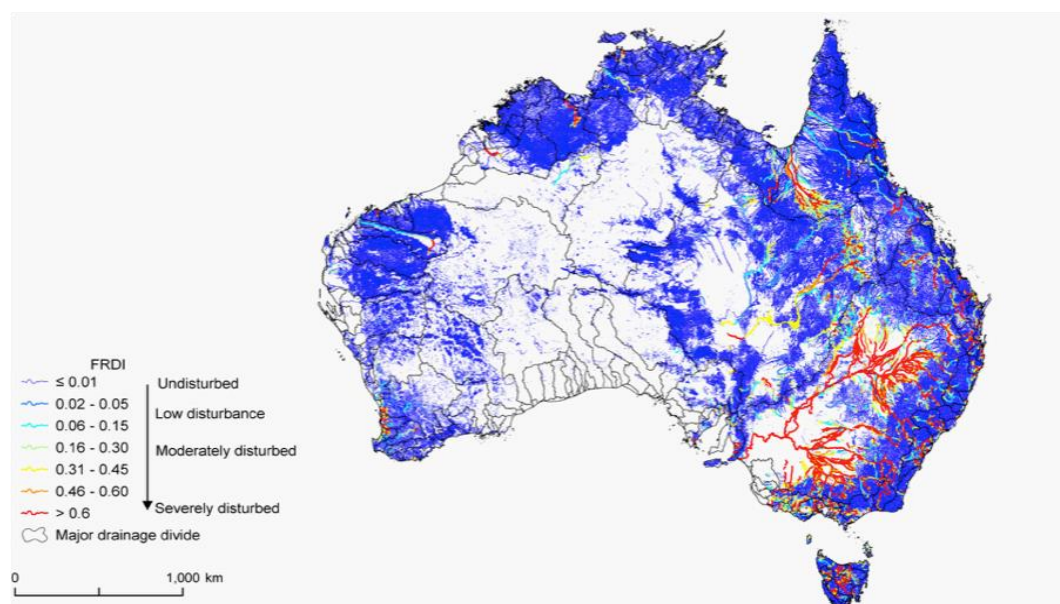 FRDI
≤ 0.01
Undisturbed
0.02 - 0.05
Low disturbance
0.06 - 0.15
0.16 - 0.30
Moderately disturbed
0.31 - 0.45
0.46 - 0.60
> 0.6
Severely disturbed
Major drainage divide
0 1,000 km